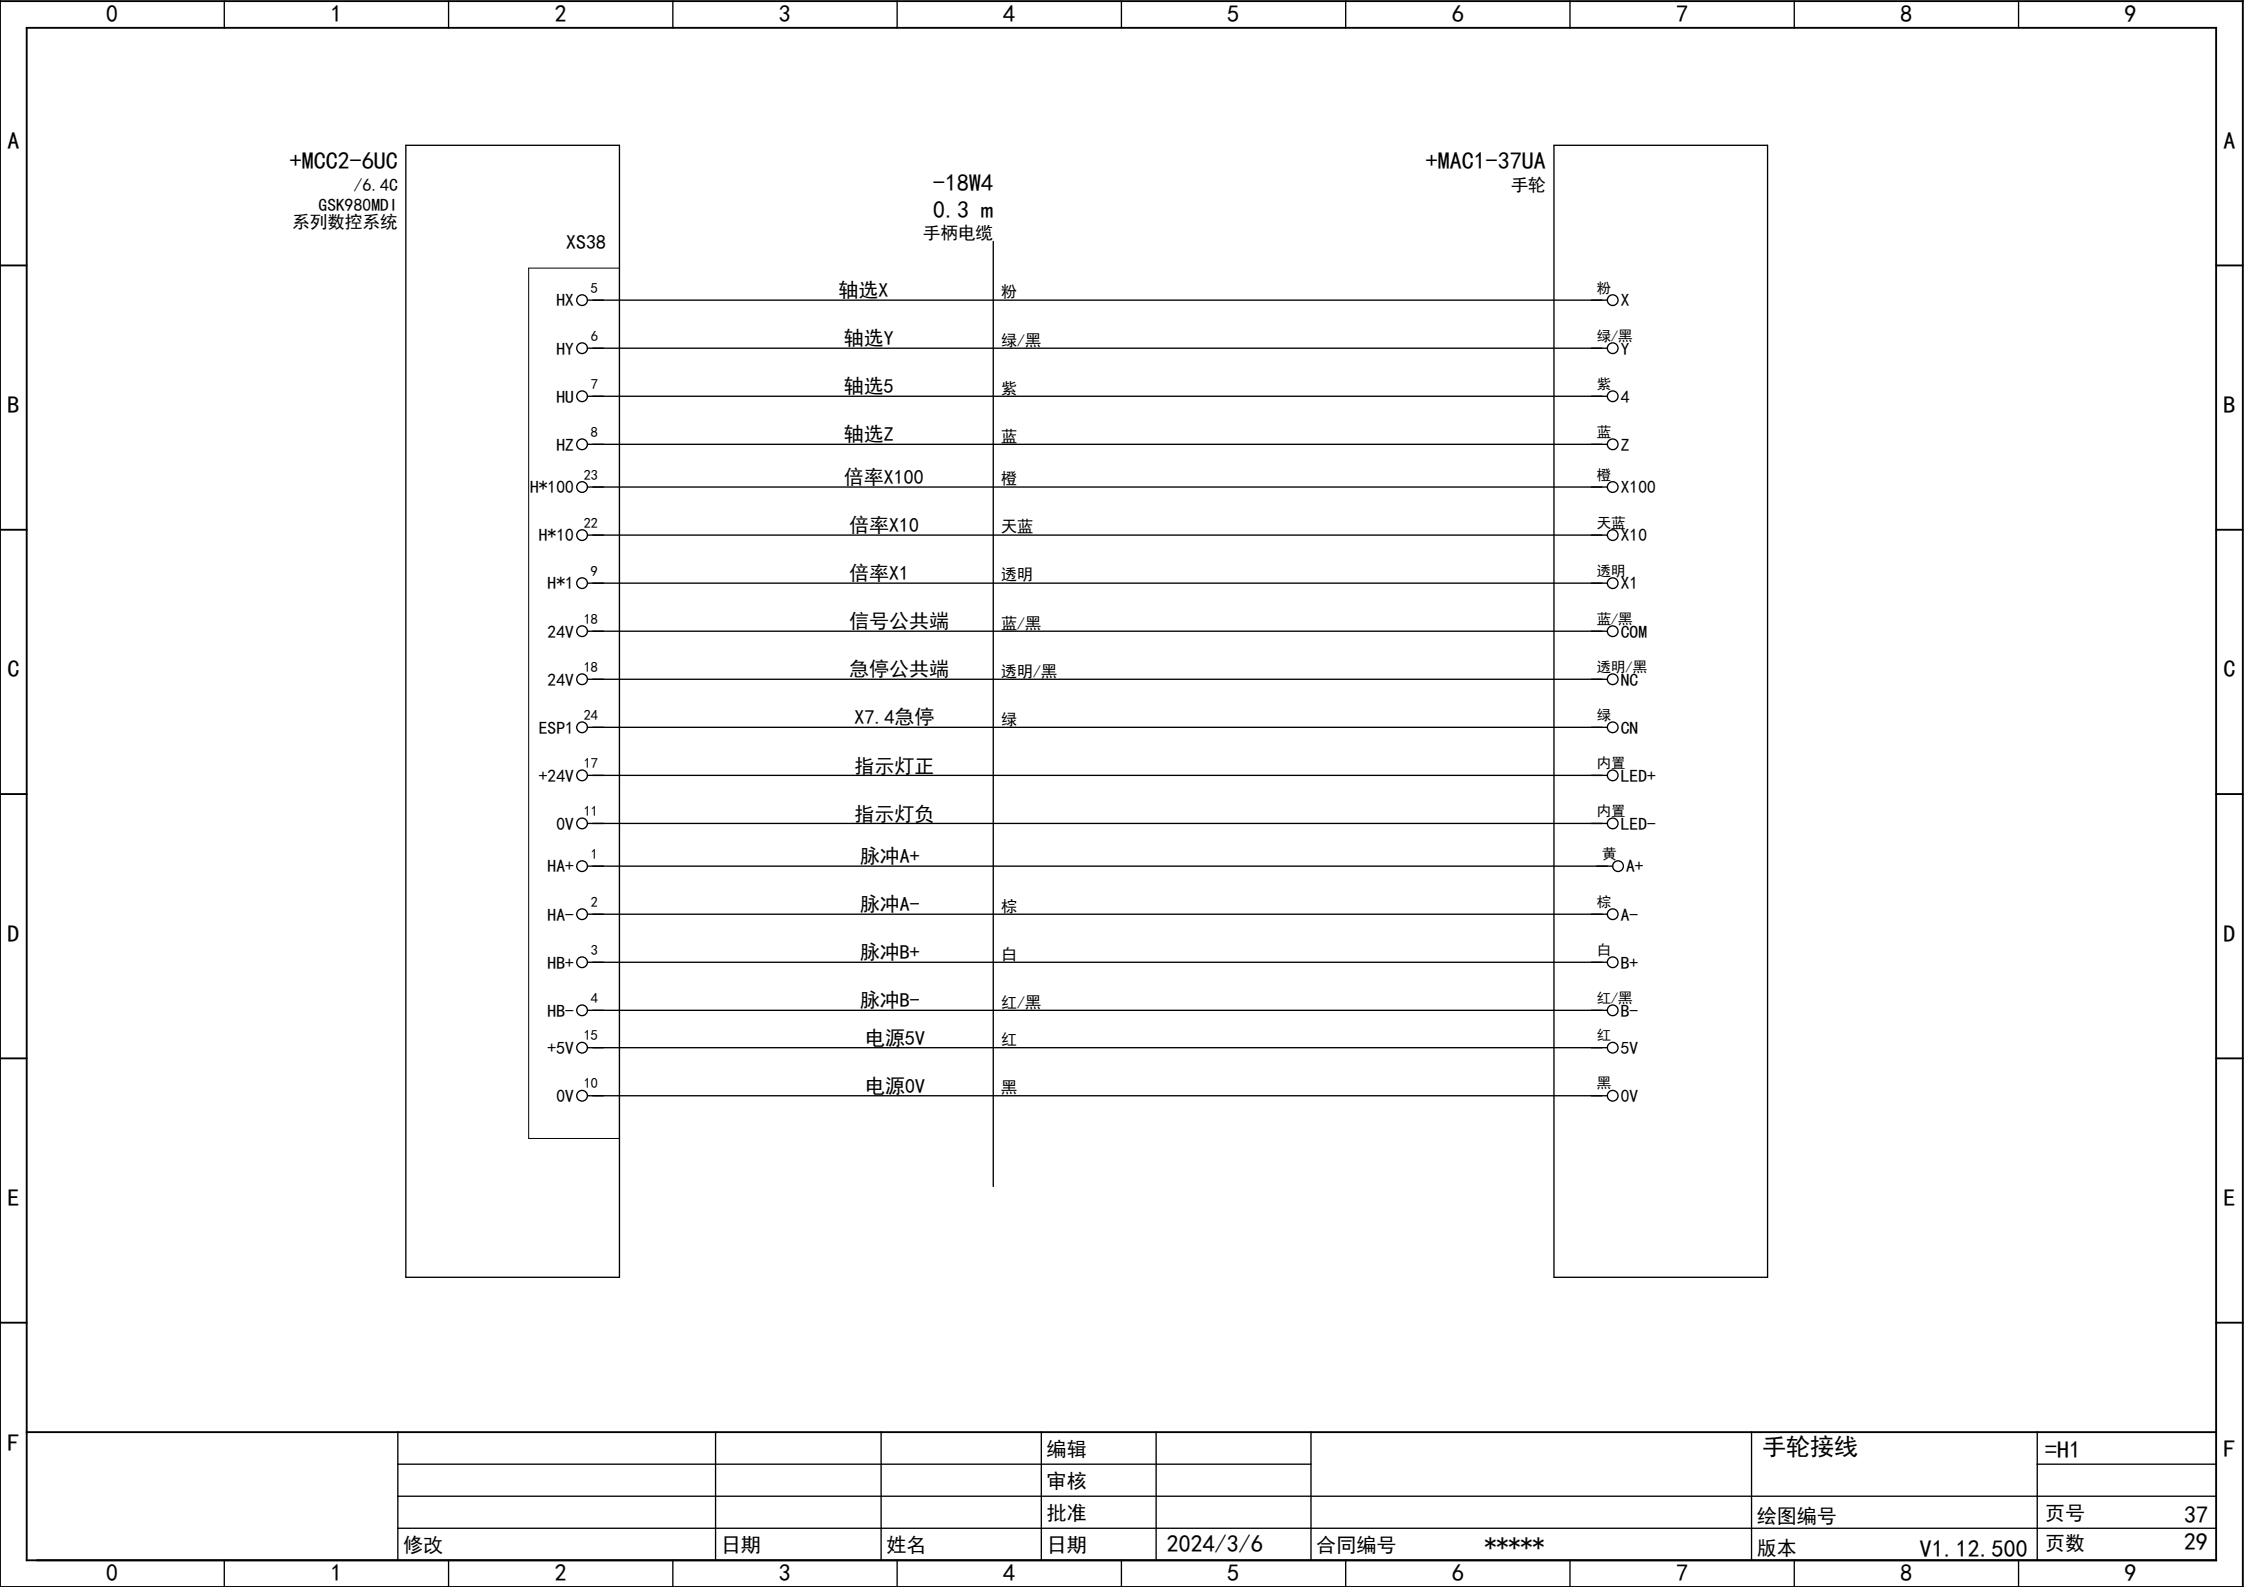 0 1 2 3 4 5 6 7 8 9
A A
+MCC2-6UC
/6.4C
GSK980MDI
系列数控系统
XS38
-18W4
0.3 m
手柄电缆
+MAC1-37UA
手轮
HX 5 轴选X 粉 粉 X
HY 6 轴选Y 绿/黑 绿/黑 Y
HU 7 轴选5 紫 紫 4
B B
HZ 8 轴选Z 蓝 蓝 Z
H*100 23 倍率X100 橙 橙 X100
H*10 22 倍率X10 天蓝 天蓝 X10
H*1 9 倍率X1 透明 透明 X1
24V 18 信号公共端 蓝/黑 蓝/黑 COM
C C
24V 18 急停公共端 透明/黑 透明/黑 NC
ESP1 24 X7.4急停 绿 绿 CN
+24V 17 指示灯正 内置 LED+
0V 11 指示灯负 内置 LED-
HA+ 1 脉冲A+ 黄 A+
HA- 2 脉冲A- 棕 棕 A-
D D
HB+ 3 脉冲B+ 白 白 B+
HB- 4 脉冲B- 红/黑 红/黑 B-
+5V 15 电源5V 红 红 5V
0V 10 电源0V 黑 黑 0V
E E
F F
编辑 手轮接线 =H1
审核
批准 绘图编号 页号 37
修改 日期 姓名 日期 2024/3/6 合同编号 ***** 版本 V1.12.500 页数 29
0 1 2 3 4 5 6 7 8 9